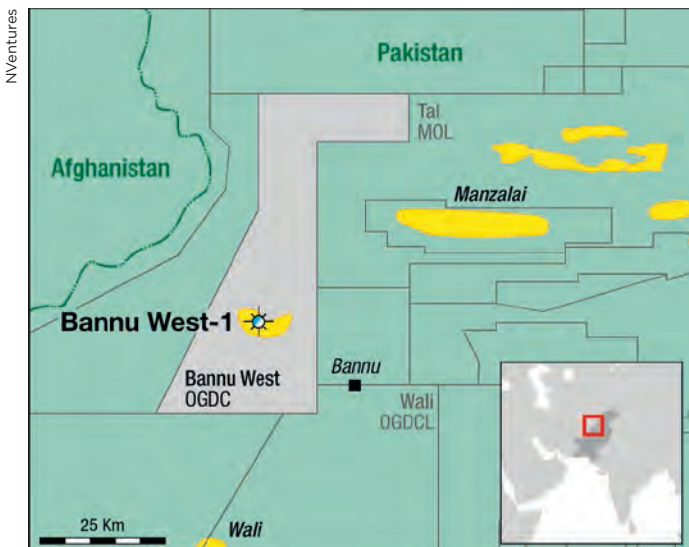 NVentures
Pakistan
Tal
MOL
Afghanistan
Manzalai
Bannu West-1
Bannu
Bannu West
OGDC
Wali
OGDCL
25 Km
Wali